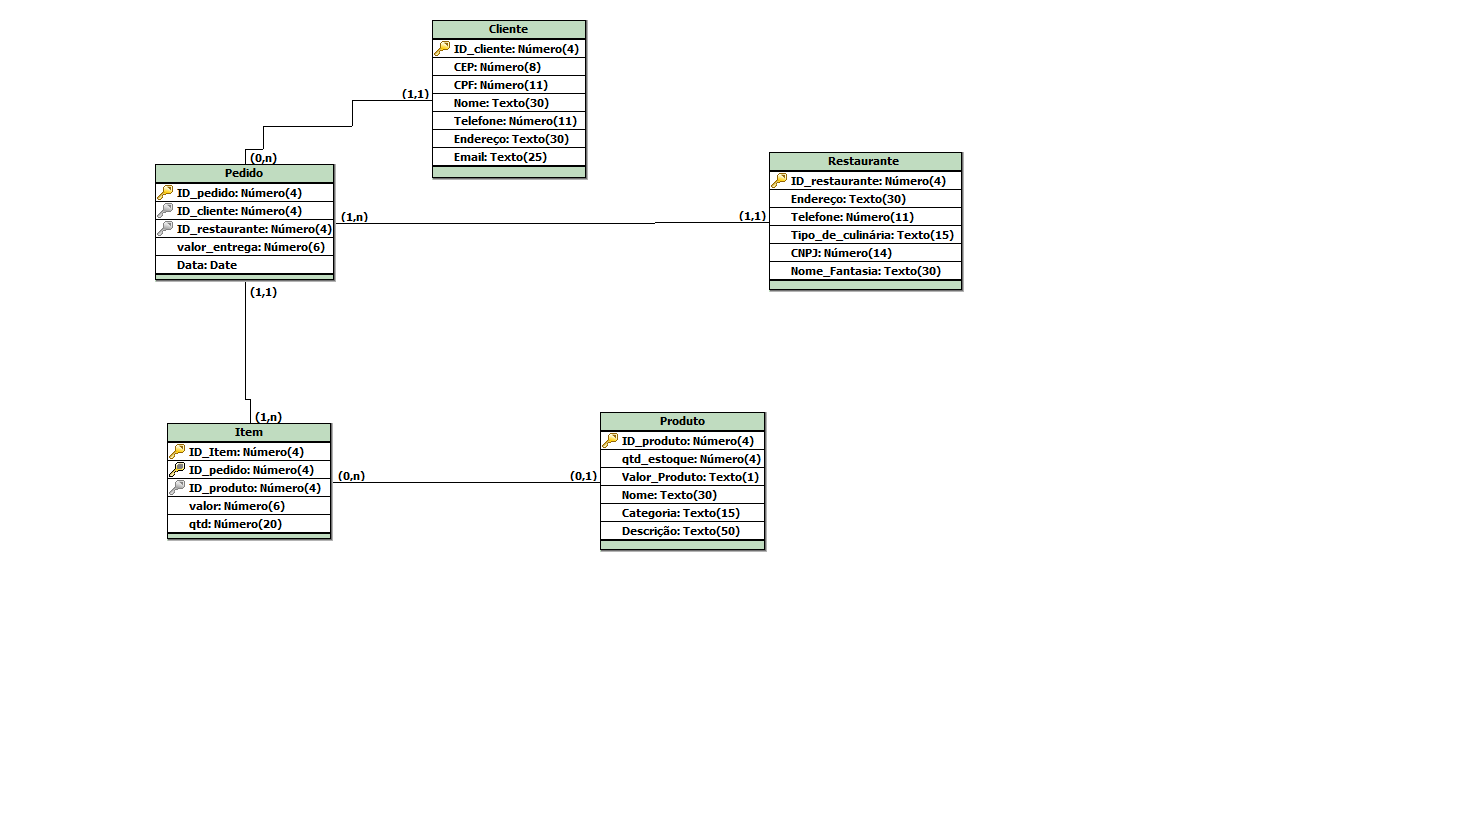 Cliente
ID_cliente: Número(4)
CEP: Número(8)
CPF: Número(11)
Nome: Texto(30)
Telefone: Número(11)
Endereço: Texto(30)
Email: Texto(25)
(1,1)
(0,n)
Pedido
ID_pedido: Número(4)
ID_cliente: Número(4)
ID_restaurante: Número(4)
valor_entrega: Número(6)
Data: Date
(1,n)
(1,1)
Restaurante
ID_restaurante: Número(4)
Endereço: Texto(30)
Telefone: Número(11)
Tipo_de_culinária: Texto(15)
CNPJ: Número(14)
Nome_Fantasia: Texto(30)
(1,1)
(1,n)
Item
ID_Item: Número(4)
ID_pedido: Número(4)
ID_produto: Número(4)
valor: Número(6)
qtd: Número(20)
(0,n)
(0,1)
Produto
ID_produto: Número(4)
qtd_estoque: Número(4)
Valor_Produto: Texto(1)
Nome: Texto(30)
Categoria: Texto(15)
Descrição: Texto(50)